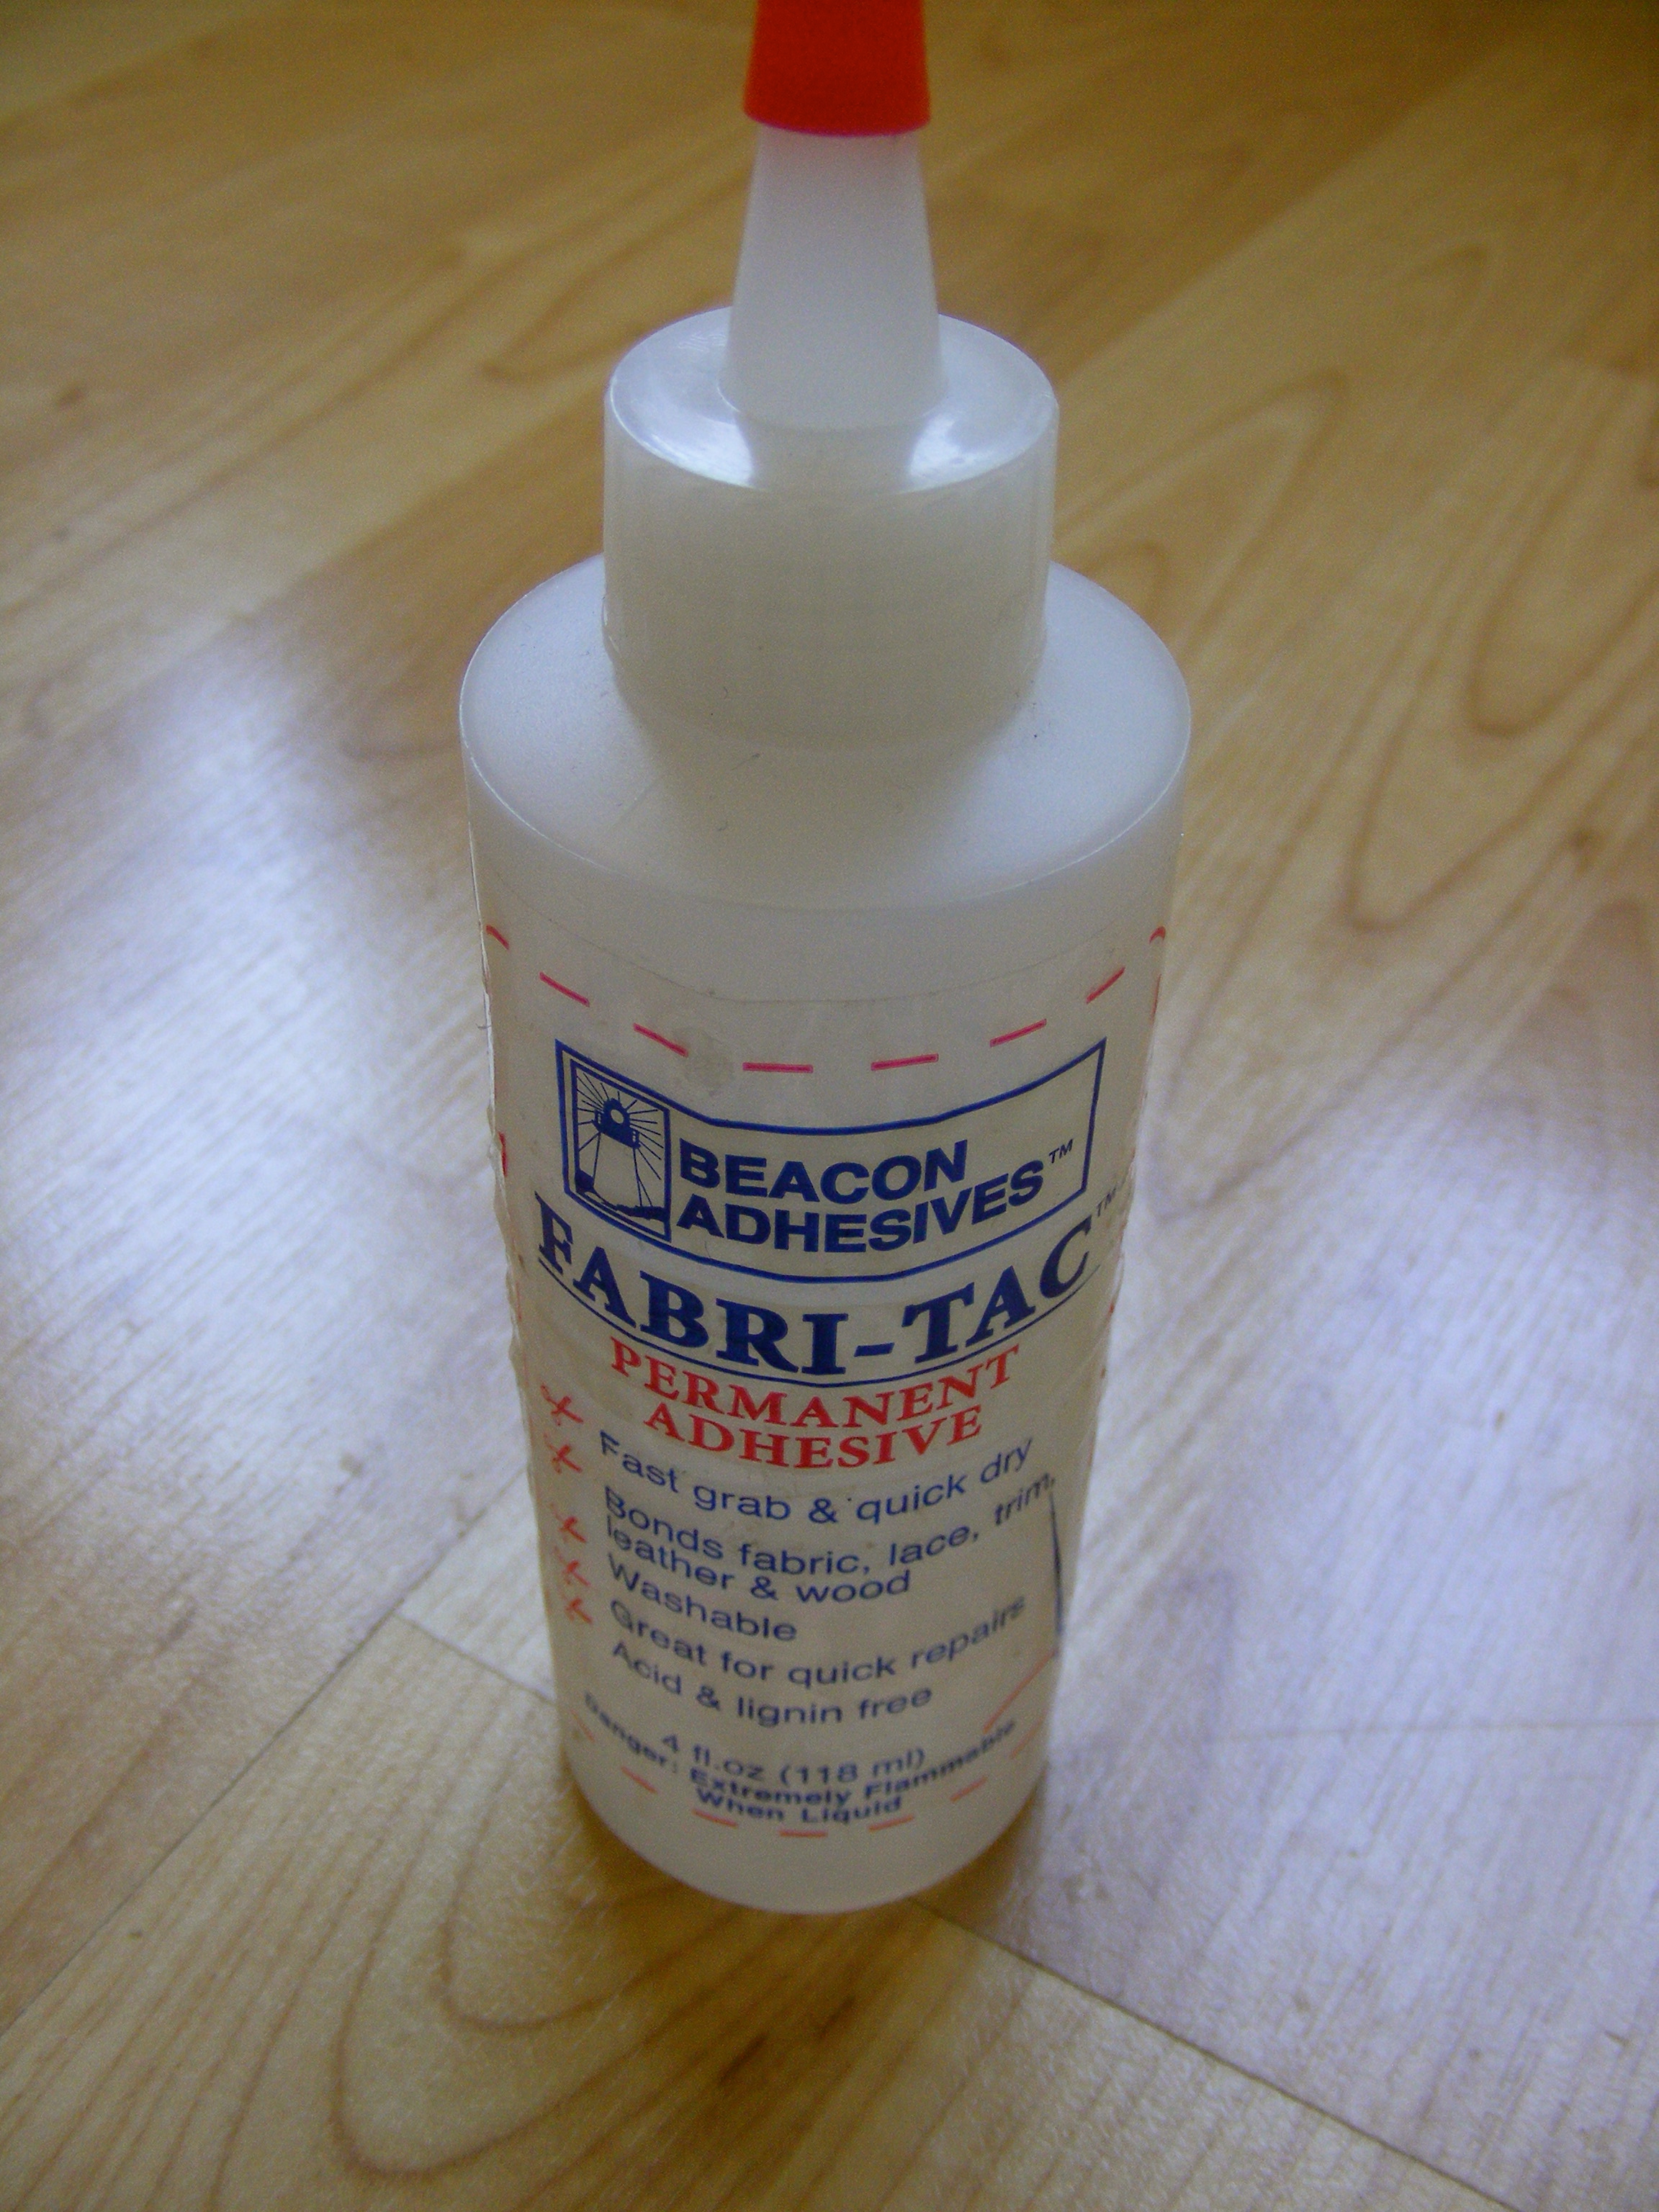 BEACON
ADHESIVES™
FABRI-TAC™
PERMANENT
ADHESIVE
Fast grab & quick dry
Bonds fabric, lace, trim,
leather & wood
Washable
Great for quick repairs
Acid & lignin free
4 fl.oz (118 ml)
Danger: Extremely Flammable
When Liquid